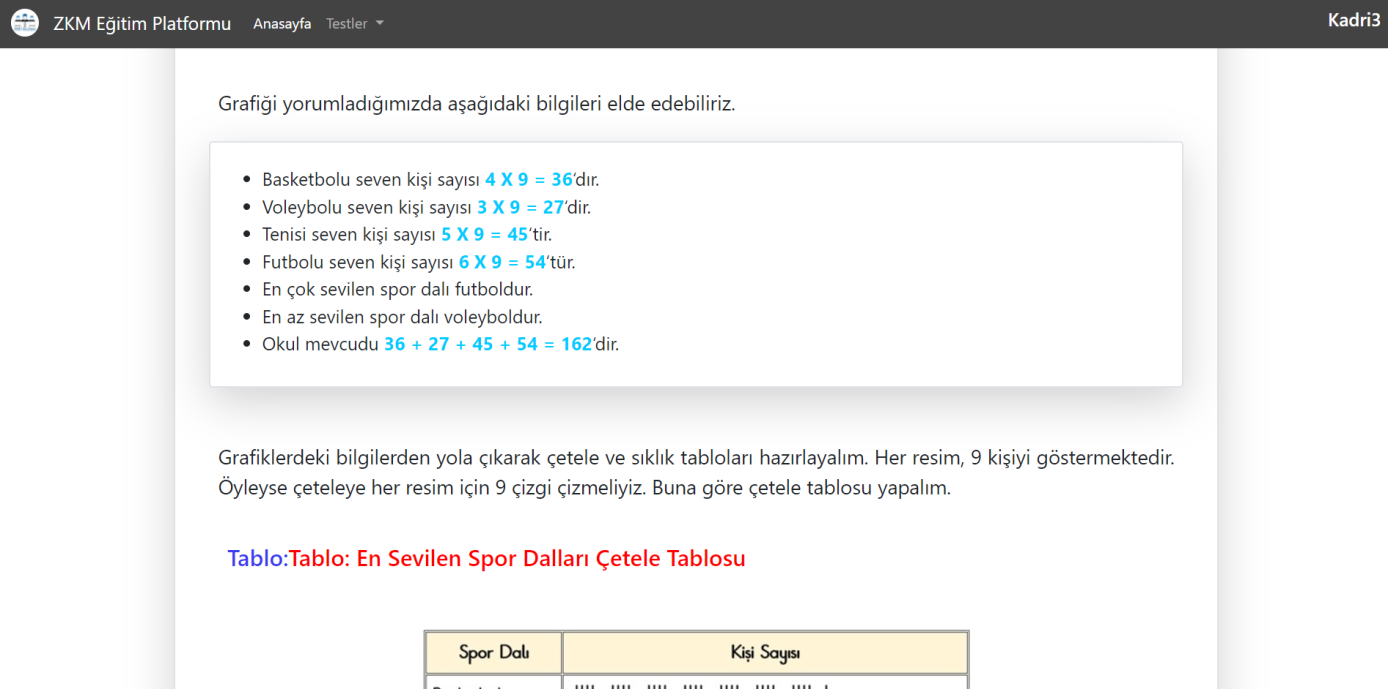 ZKM Eğitim Platformu Anasayfa Testler Kadri3
Grafiği yorumladığımızda aşağıdaki bilgileri elde edebiliriz.
Basketbolu seven kişi sayısı 4 X 9 = 36'dır.
Voleybolu seven kişi sayısı 3 X 9 = 27'dir.
Tenisi seven kişi sayısı 5 X 9 = 45'tir.
Futbolu seven kişi sayısı 6 X 9 = 54'tür.
En çok sevilen spor dalı futboldur.
En az sevilen spor dalı voleyboldur.
Okul mevcudu 36 + 27 + 45 + 54 = 162'dir.
Grafiklerdeki bilgilerden yola çıkarak çetele ve sıklık tabloları hazırlayalım. Her resim, 9 kişiyi göstermektedir.
Öyleyse çeteleye her resim için 9 çizgi çizmeliyiz. Buna göre çetele tablosu yapalım.
Tablo:Tablo: En Sevilen Spor Dalları Çetele Tablosu
Spor Dalı Kişi Sayısı